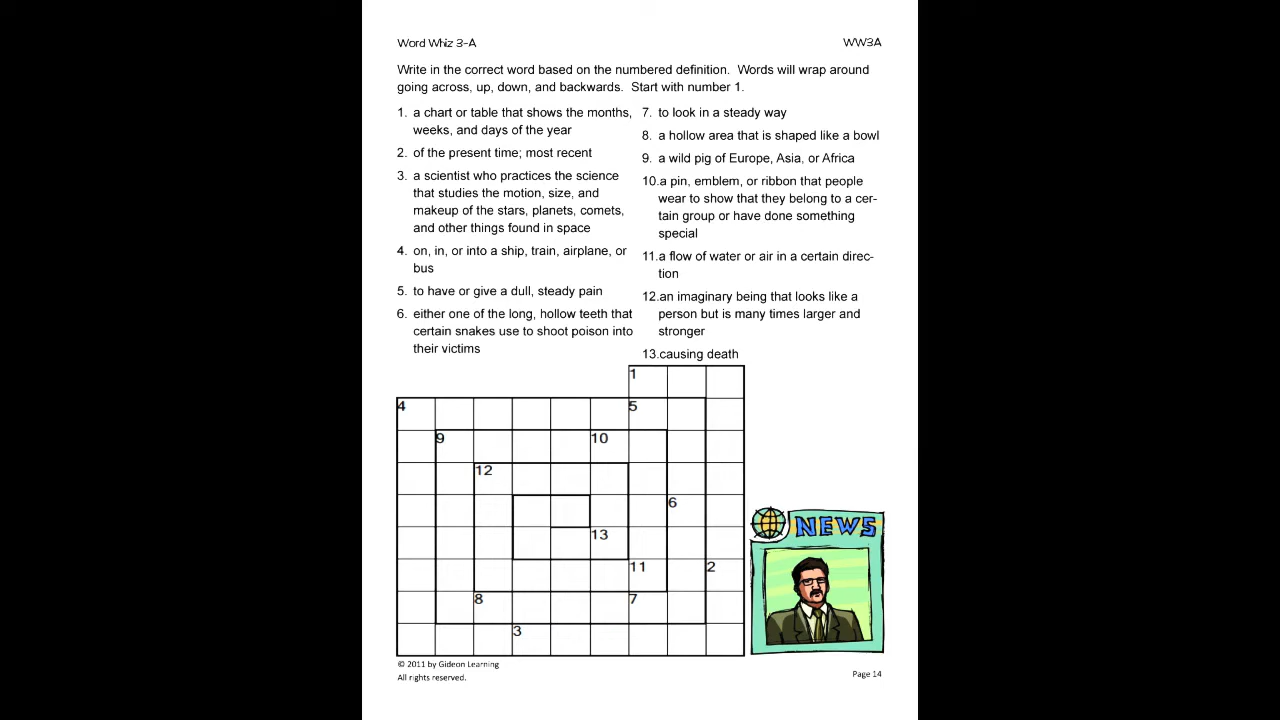 Word Whiz 3-A
WW3A
Write in the correct word based on the numbered definition. Words will wrap around
going across, up, down, and backwards. Start with number 1.
1. a chart or table that shows the months,
weeks, and days of the year
2. of the present time; most recent
3. a scientist who practices the science
that studies the motion, size, and
makeup of the stars, planets, comets,
and other things found in space
4. on, in, or into a ship, train, airplane, or
bus
5. to have or give a dull, steady pain
6. either one of the long, hollow teeth that
certain snakes use to shoot poison into
their victims
7. to look in a steady way
8. a hollow area that is shaped like a bowl
9. a wild pig of Europe, Asia, or Africa
10.a pin, emblem, or ribbon that people
wear to show that they belong to a cer-
tain group or have done something
special
11.a flow of water or air in a certain direc-
tion
12.an imaginary being that looks like a
person but is many times larger and
stronger
13.causing death
1
4 5
9 10
12
6
13
11 2
8 7
3
NEWS
© 2011 by Gideon Learning
All rights reserved.
Page 14